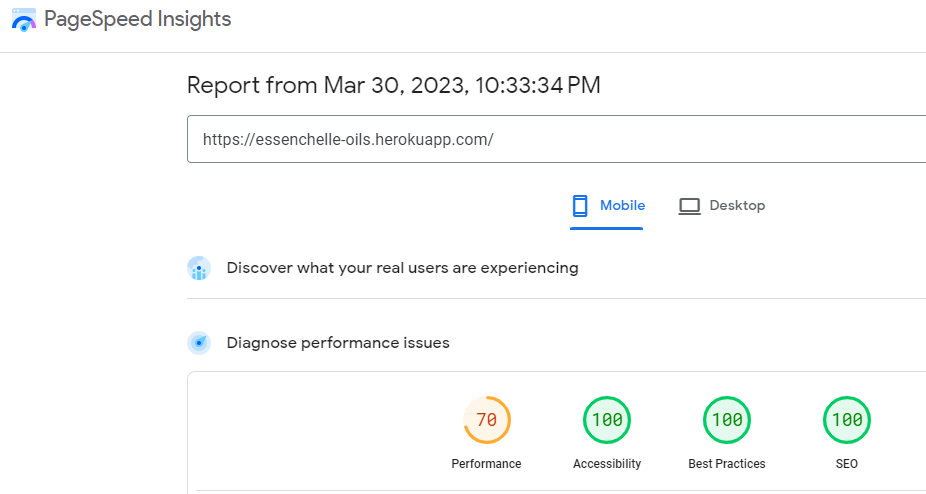 PageSpeed Insights
Report from Mar 30, 2023, 10:33:34 PM
https://essenchelle-oils.herokuapp.com/
Mobile Desktop
Discover what your real users are experiencing
Diagnose performance issues
70 100 100 100
Performance Accessibility Best Practices SEO